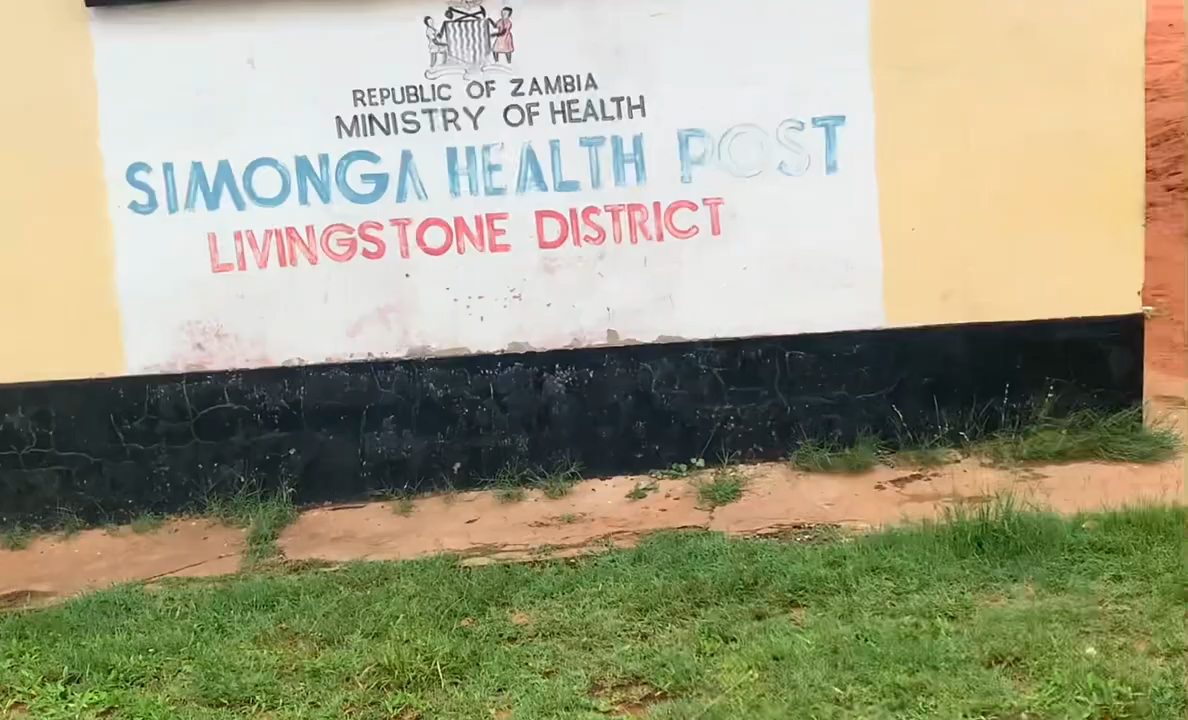 REPUBLIC OF ZAMBIA
MINISTRY OF HEALTH
SIMONGA HEALTH POST
LIVINGSTONE DISTRICT